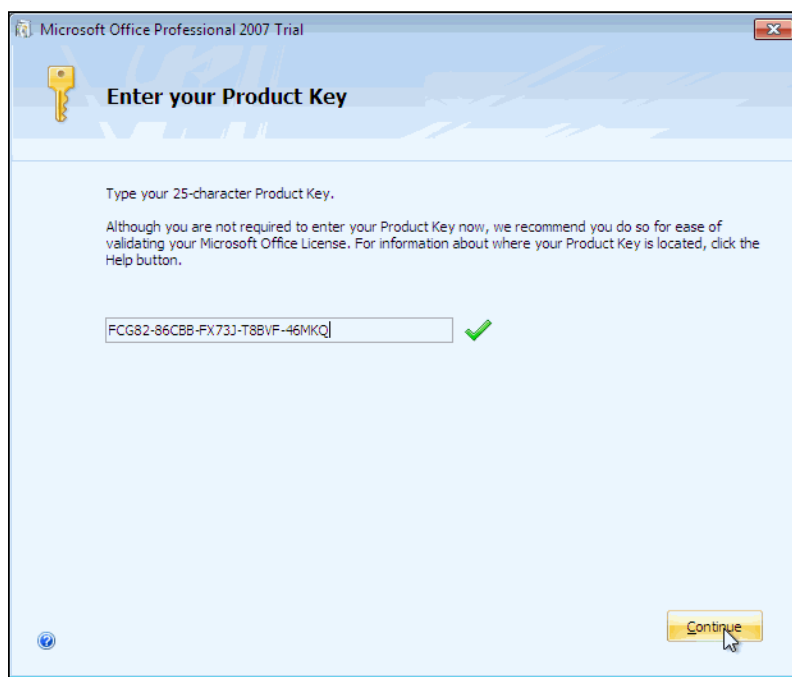 Microsoft Office Professional 2007 Trial
Enter your Product Key
Type your 25-character Product Key.
Although you are not required to enter your Product Key now, we recommend you do so for ease of
validating your Microsoft Office License. For information about where your Product Key is located, click the
Help button.
FCG82-86CBB-FX73J-T8BVF-46MKQ
Continue